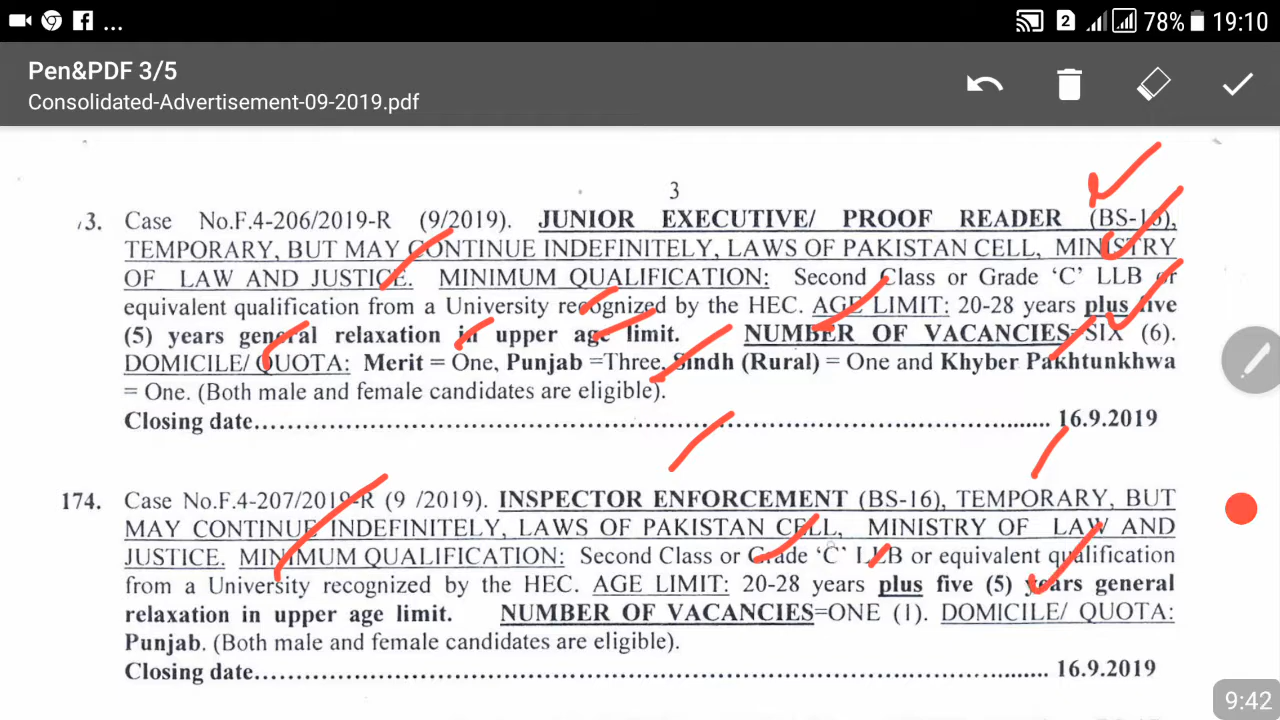 ... 2 78% 19:10
Pen&PDF 3/5
Consolidated-Advertisement-09-2019.pdf
3
3. Case No.F.4-206/2019-R (9/2019). JUNIOR EXECUTIVE/ PROOF READER (BS-16),
TEMPORARY, BUT MAY CONTINUE INDEFINITELY, LAWS OF PAKISTAN CELL, MINISTRY
OF LAW AND JUSTICE. MINIMUM QUALIFICATION: Second Class or Grade ‘C’ LLB or
equivalent qualification from a University recognized by the HEC. AGE LIMIT: 20-28 years plus five
(5) years general relaxation in upper age limit. NUMBER OF VACANCIES=SIX (6).
DOMICILE/ QUOTA: Merit = One, Punjab =Three, Sindh (Rural) = One and Khyber Pakhtunkhwa
= One. (Both male and female candidates are eligible).
Closing date........................................................................................................ 16.9.2019
174. Case No.F.4-207/2019-R (9 /2019). INSPECTOR ENFORCEMENT (BS-16), TEMPORARY, BUT
MAY CONTINUE INDEFINITELY, LAWS OF PAKISTAN CELL, MINISTRY OF LAW AND
JUSTICE. MINIMUM QUALIFICATION: Second Class or Grade ‘C’ LLB or equivalent qualification
from a University recognized by the HEC. AGE LIMIT: 20-28 years plus five (5) years general
relaxation in upper age limit. NUMBER OF VACANCIES=ONE (1). DOMICILE/ QUOTA:
Punjab. (Both male and female candidates are eligible).
Closing date........................................................................................................ 16.9.2019
9:42